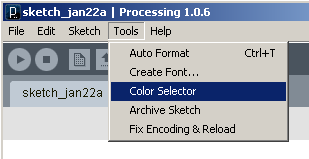 sketch_jan22a | Processing 1.0.6
File Edit Sketch Tools Help
Auto Format Ctrl+T
Create Font...
Color Selector
sketch_jan22a
Archive Sketch
Fix Encoding & Reload